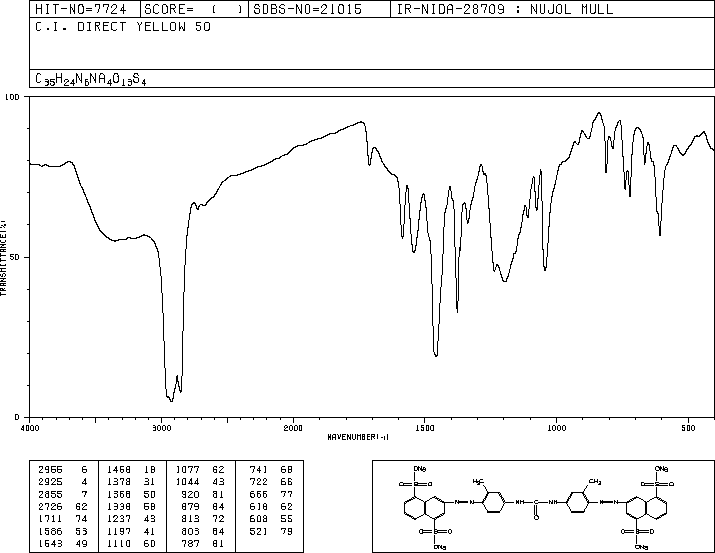 HIT-NO=7724 SCORE= ( ) SDBS-NO=21015 IR-NIDA-28709 : NUJOL MULL
C.I. DIRECT YELLOW 50
C35H24N6NA4O13S4
100
50
0
TRANSMITTANCE(%)
4000 3000 2000 1500 1000 500
WAVENUMBER(-1)
2955 6 1458 18 1077 62 741 68
2925 4 1378 31 1044 43 722 66
2855 7 1368 50 920 81 666 77
2726 62 1338 58 879 84 618 62
1711 74 1237 43 813 72 608 55
1586 53 1197 41 803 84 521 79
1543 49 1110 60 787 81
ONa ONa
O=S=O H3C CH3 O=S=O
N=N NH C NH N=N
O
O=S=O O=S=O
ONa ONa